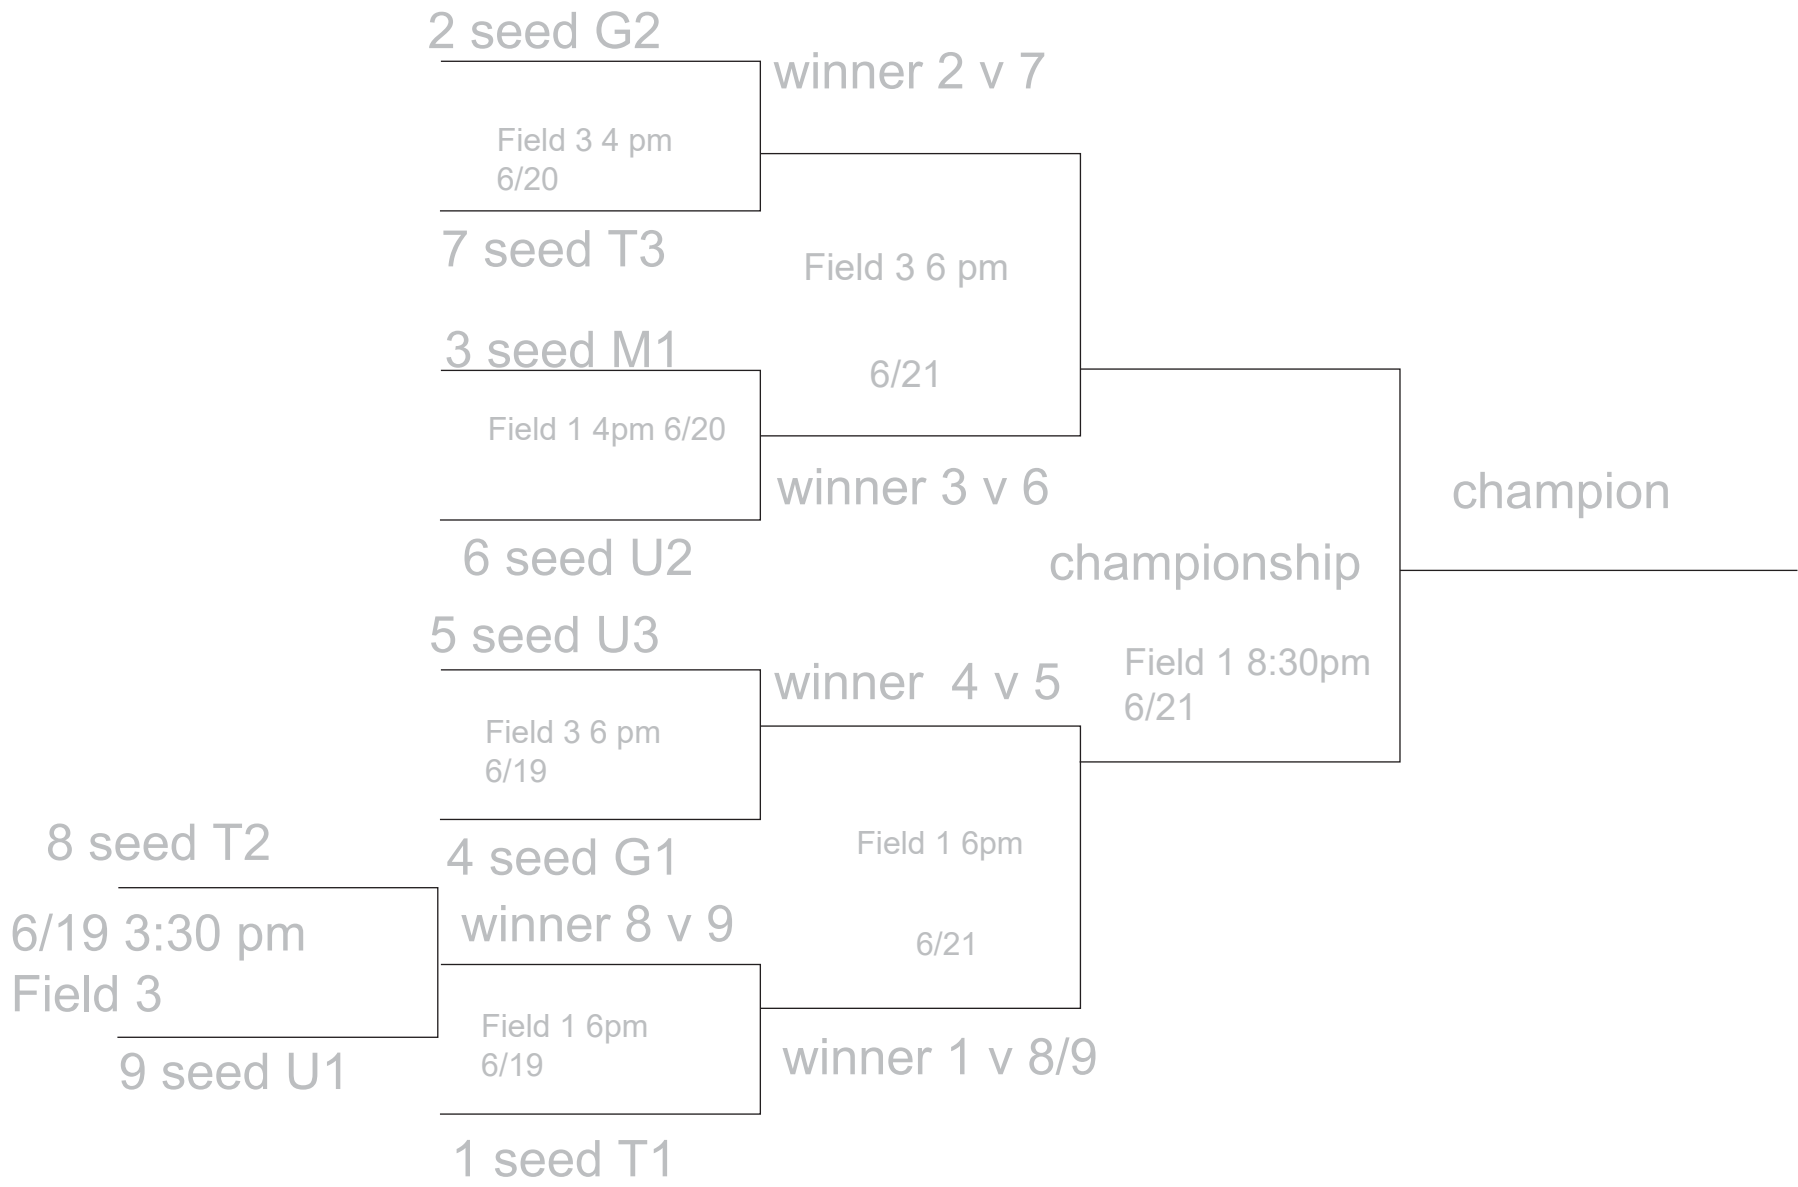 2 seed G2
winner 2 v 7
Field 3 4 pm
6/20
7 seed T3
Field 3 6 pm
6/21
3 seed M1
Field 1 4pm 6/20
winner 3 v 6
6 seed U2
champion
championship
5 seed U3
winner  4 v 5
Field 1 8:30pm
6/21
Field 3 6 pm
6/19
4 seed G1
Field 1 6pm
6/21
8 seed T2
6/19 3:30 pm
Field 3
9 seed U1
winner 8 v 9
Field 1 6pm
6/19
winner 1 v 8/9
1 seed T1